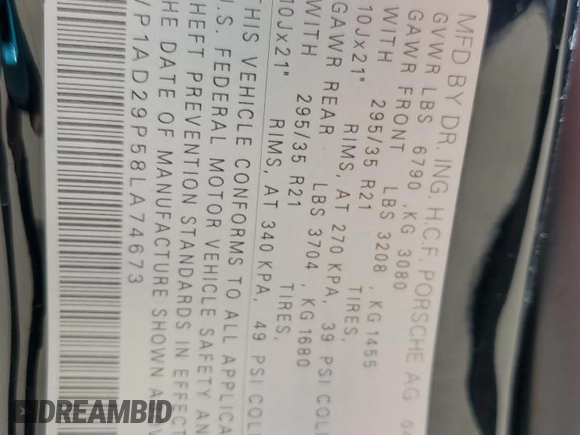 MFD BY DR. ING. H.C.F. PORSCHE AG
GVWR LBS 6790 ,KG 3080
GAWR FRONT LBS 3208 , KG 1455
WITH 295/35 R21 TIRES,
10Jx21" RIMS, AT 270 KPA, 39 PSI
GAWR REAR LBS 3704 , KG 1680
WITH 295/35 R21 TIRES,
10Jx21" RIMS, AT 340 KPA, 49 PSI
THIS VEHICLE CONFORMS TO ALL
U.S. FEDERAL MOTOR VEHICLE SAFETY
THEFT PREVENTION STANDARDS IN EFFECT
THE DATE OF MANUFACTURE SHOWN
P1AD29P58LA74673
DREAMBID